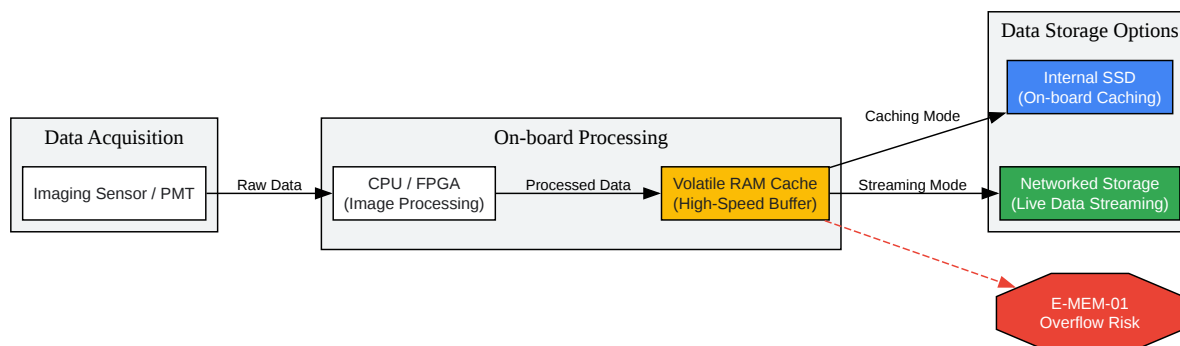 Data Acquisition
Imaging Sensor / PMT
Raw Data
On-board Processing
CPU / FPGA
(Image Processing)
Processed Data
Volatile RAM Cache
(High-Speed Buffer)
Caching Mode
Streaming Mode
Data Storage Options
Internal SSD
(On-board Caching)
Networked Storage
(Live Data Streaming)
E-MEM-01
Overflow Risk